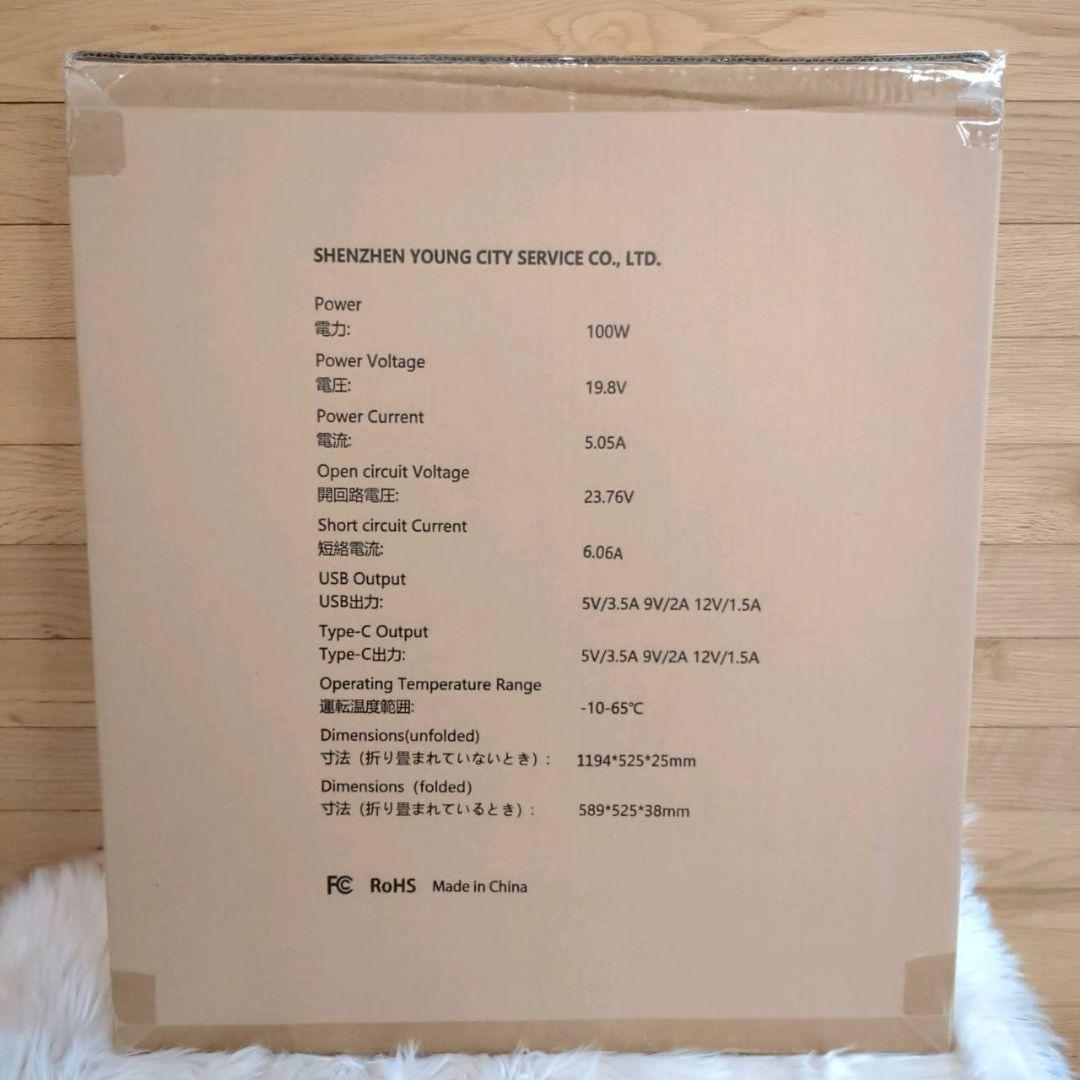 SHENZHEN YOUNG CITY SERVICE CO., LTD.
Power
電力: 100W
Power Voltage
電圧: 19.8V
Power Current
電流: 5.05A
Open circuit Voltage
開回路電圧: 23.76V
Short circuit Current
短絡電流: 6.06A
USB Output
USB出力: 5V/3.5A 9V/2A 12V/1.5A
Type-C Output
Type-C出力: 5V/3.5A 9V/2A 12V/1.5A
Operating Temperature Range
運転温度範囲: -10-65℃
Dimensions(unfolded)
寸法（折り畳まれていないとき）: 1194*525*25mm
Dimensions（folded）
寸法（折り畳まれているとき）: 589*525*38mm
FC RoHS Made in China